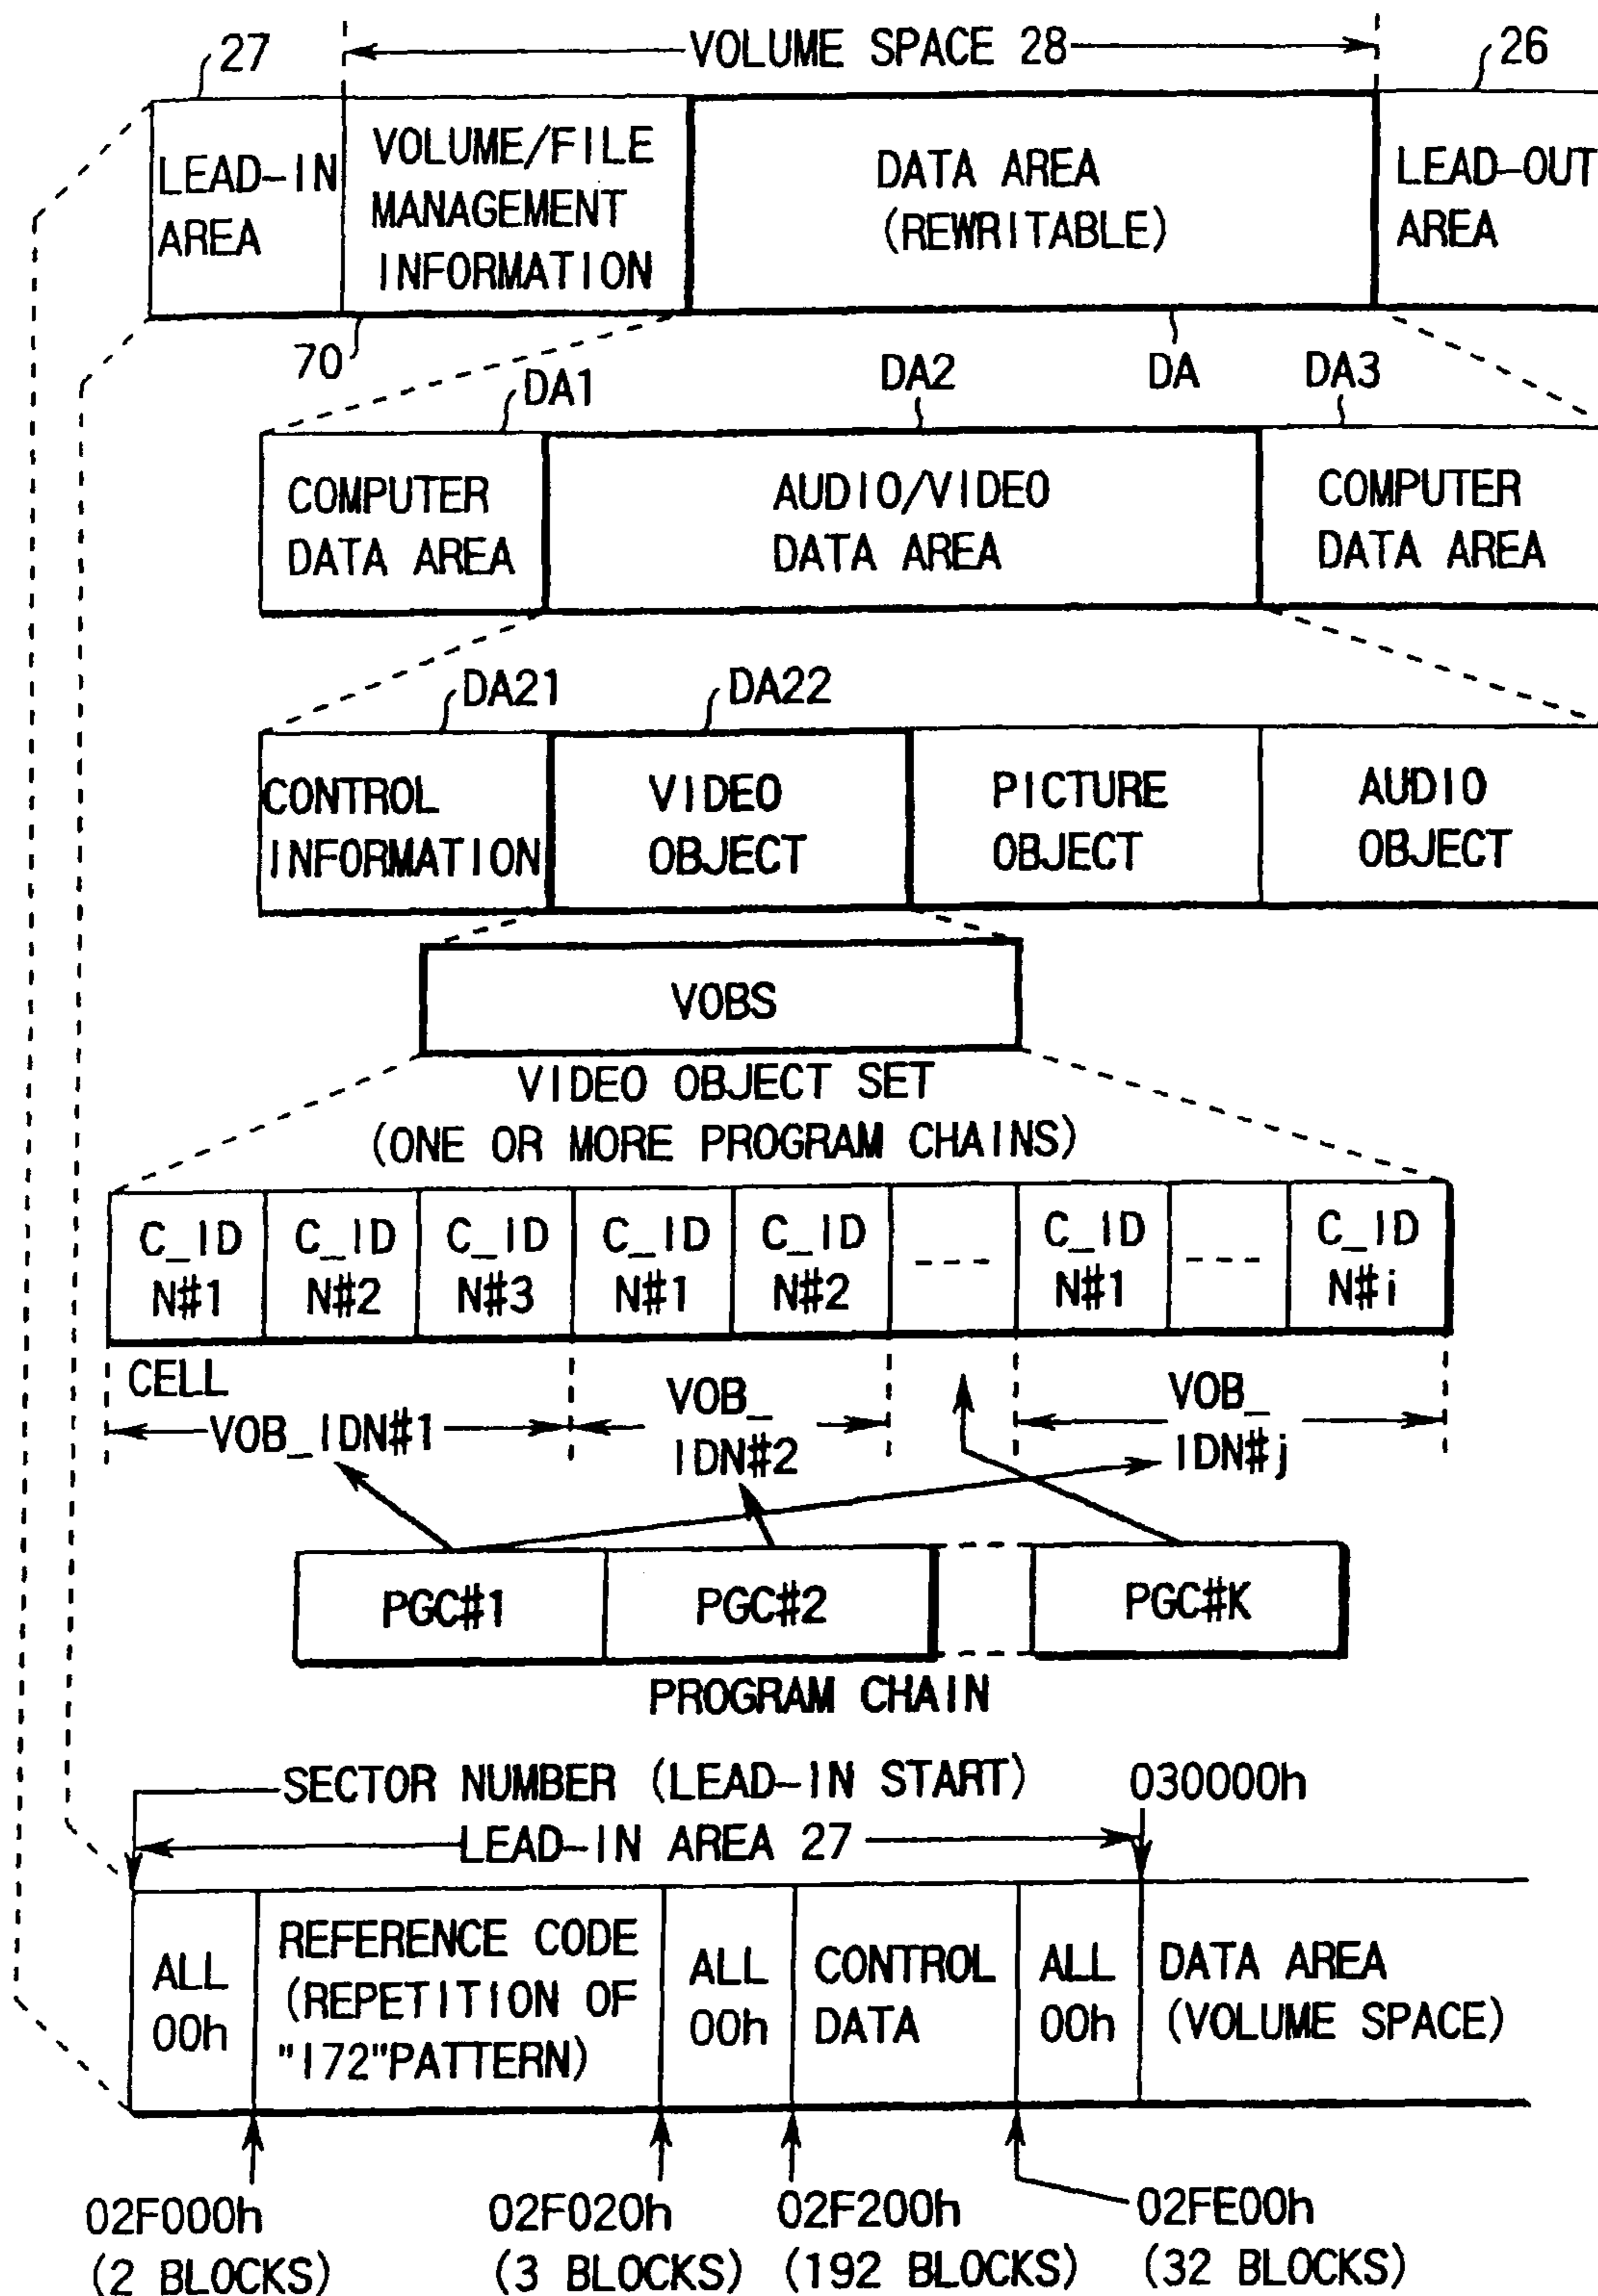 27
VOLUME SPACE 28
26
LEAD-IN
AREA
VOLUME/FILE
MANAGEMENT
INFORMATION
DATA AREA
(REWRITABLE)
LEAD-OUT
AREA
70
DA1
DA2
DA
DA3
COMPUTER
DATA AREA
AUDIO/VIDEO
DATA AREA
COMPUTER
DATA AREA
DA21
DA22
CONTROL
INFORMATION
VIDEO
OBJECT
PICTURE
OBJECT
AUDIO
OBJECT
VOBS
VIDEO OBJECT SET
(ONE OR MORE PROGRAM CHAINS)
C_ID
N#1
C_ID
N#2
C_ID
N#3
C_ID
N#1
C_ID
N#2
----
C_ID
N#1
----
C_ID
N#i
CELL
VOB_IDN#1
VOB_
IDN#2
VOB_
IDN#j
PGC#1
PGC#2
PGC#K
PROGRAM CHAIN
SECTOR NUMBER (LEAD-IN START)
030000h
LEAD-IN AREA 27
ALL
00h
REFERENCE CODE
(REPETITION OF
"172"PATTERN)
ALL
00h
CONTROL
DATA
ALL
00h
DATA AREA
(VOLUME SPACE)
02F000h
(2 BLOCKS)
02F020h
(3 BLOCKS)
02F200h
(192 BLOCKS)
02FE00h
(32 BLOCKS)